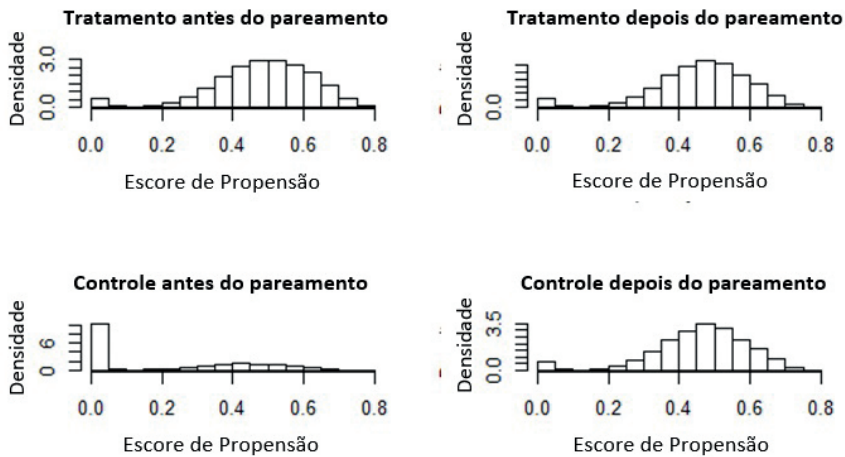 Tratamento antes do pareamento
Densidade
3.0
0.0
0.0 0.2 0.4 0.6 0.8
Escore de Propensão
Tratamento depois do pareamento
Densidade
0.0
0.0 0.2 0.4 0.6 0.8
Escore de Propensão
Controle antes do pareamento
Densidade
6
0
0.0 0.2 0.4 0.6 0.8
Escore de Propensão
Controle depois do pareamento
Densidade
3.5
0.0
0.0 0.2 0.4 0.6 0.8
Escore de Propensão